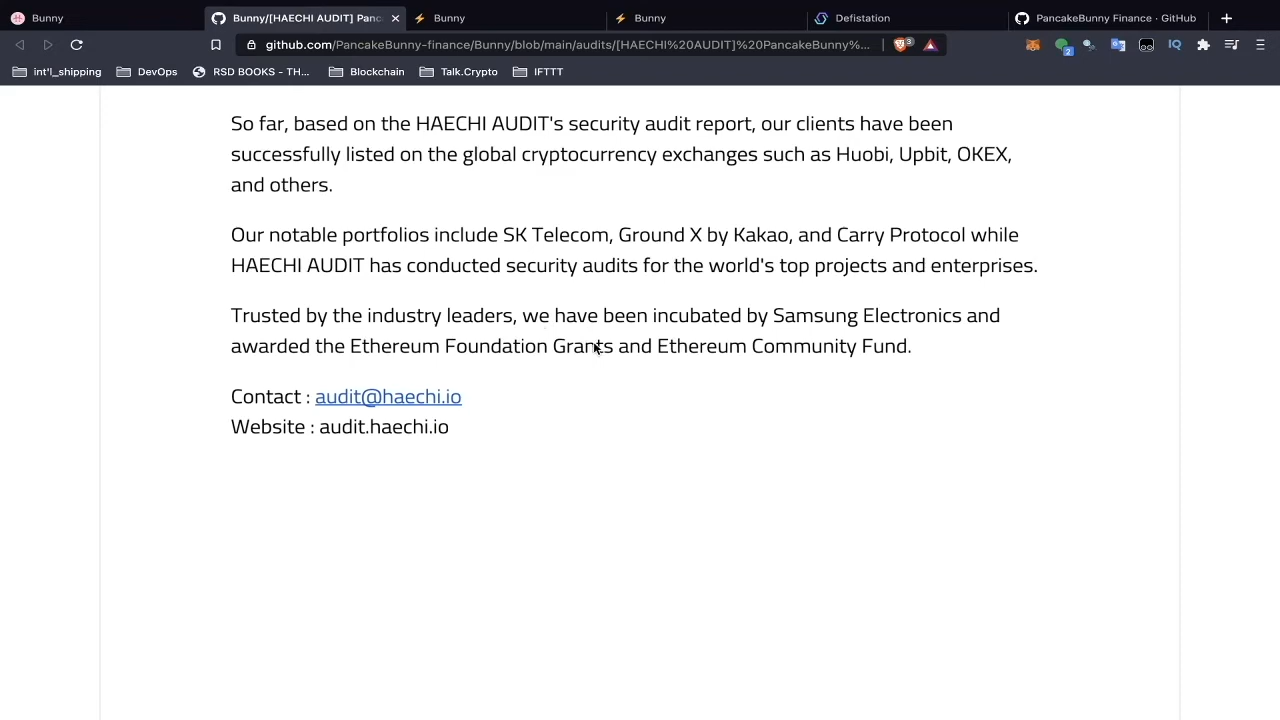 Bunny
Bunny/[HAECHI AUDIT] Panc
Bunny
Bunny
Defistation
PancakeBunny Finance · GitHub
github.com/PancakeBunny-finance/Bunny/blob/main/audits/[HAECHI%20AUDIT]%20PancakeBunny%...
3
2
IQ
int'l_shipping
DevOps
RSD BOOKS - TH...
Blockchain
Talk.Crypto
IFTTT
So far, based on the HAECHI AUDIT's security audit report, our clients have been
successfully listed on the global cryptocurrency exchanges such as Huobi, Upbit, OKEX,
and others.
Our notable portfolios include SK Telecom, Ground X by Kakao, and Carry Protocol while
HAECHI AUDIT has conducted security audits for the world's top projects and enterprises.
Trusted by the industry leaders, we have been incubated by Samsung Electronics and
awarded the Ethereum Foundation Grants and Ethereum Community Fund.
Contact : audit@haechi.io
Website : audit.haechi.io